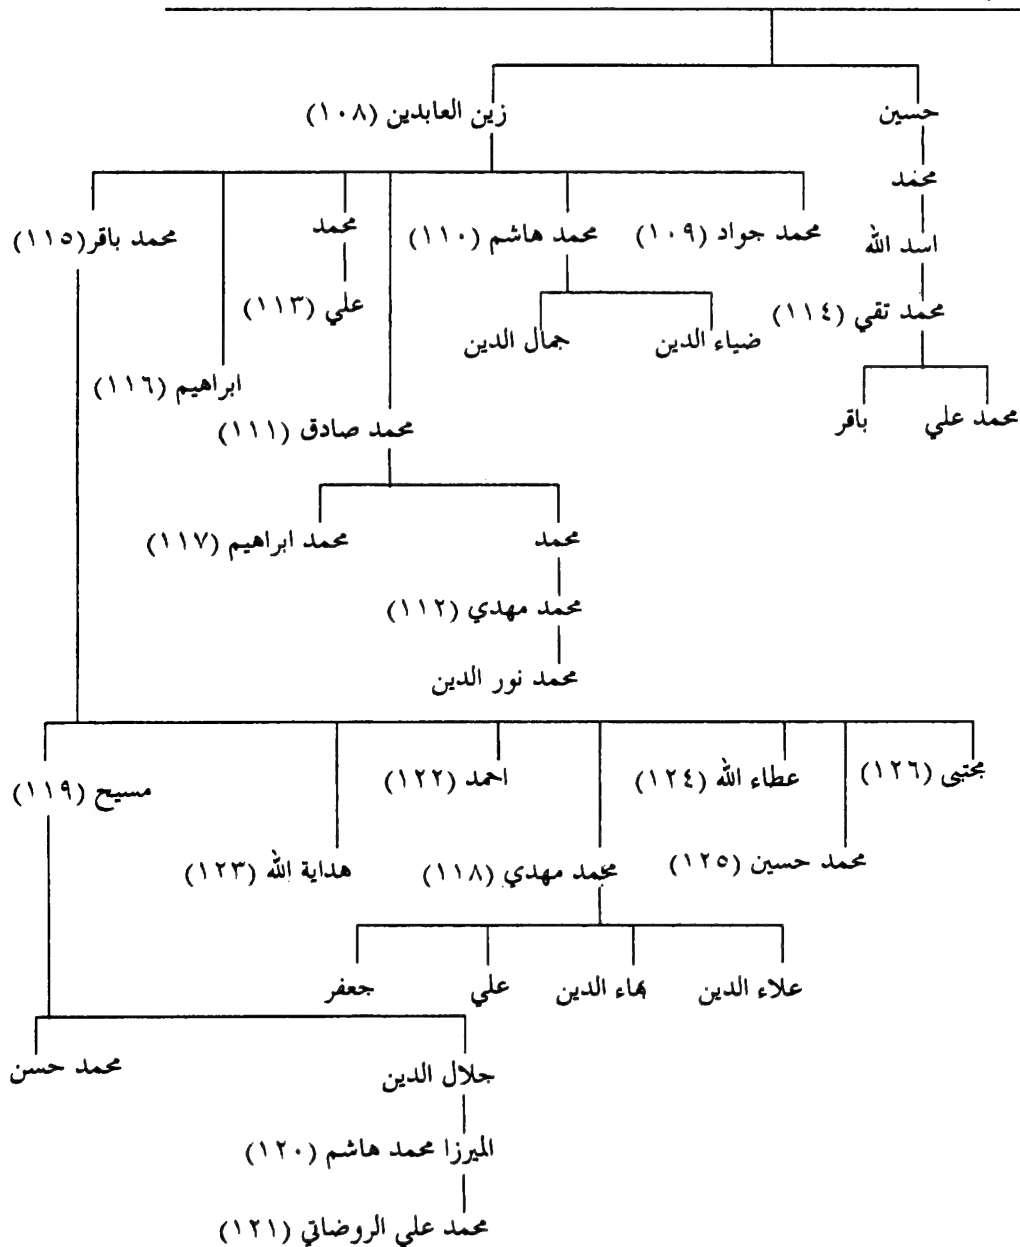 حسين
زين العابدين (١٠٨)
محمد
محمد جواد (١٠٩)
محمد هاشم (١١٠)
محمد
محمد باقر (١١٥)
اسد الله
علي (١١٣)
محمد تقي (١١٤)
ضياء الدين
جمال الدين
ابراهيم (١١٦)
محمد علي
باقر
محمد صادق (١١١)
محمد
محمد ابراهيم (١١٧)
محمد مهدي (١١٢)
محمد نور الدين
مجتبى (١٢٦)
عطاء الله (١٢٤)
احمد (١٢٢)
مسيح (١١٩)
محمد حسين (١٢٥)
محمد مهدي (١١٨)
هداية الله (١٢٣)
علاء الدين
بهاء الدين
علي
جعفر
جلال الدين
محمد حسن
الميرزا محمد هاشم (١٢٠)
محمد علي الروضاتي (١٢١)